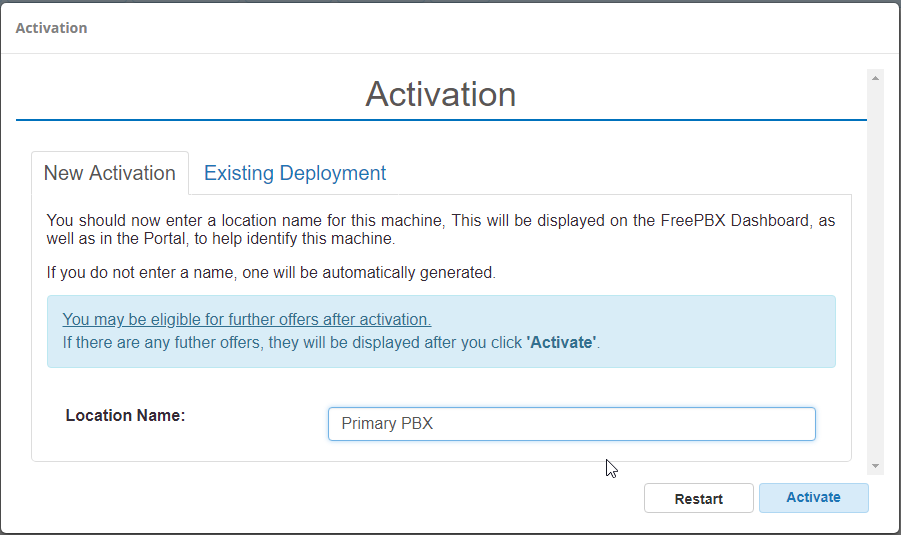 Activation
Activation
New Activation
Existing Deployment
You should now enter a location name for this machine, This will be displayed on the FreePBX Dashboard, as
well as in the Portal, to help identify this machine.
If you do not enter a name, one will be automatically generated.
You may be eligible for further offers after activation.
If there are any futher offers, they will be displayed after you click 'Activate'.
Location Name:
Primary PBX
Restart
Activate